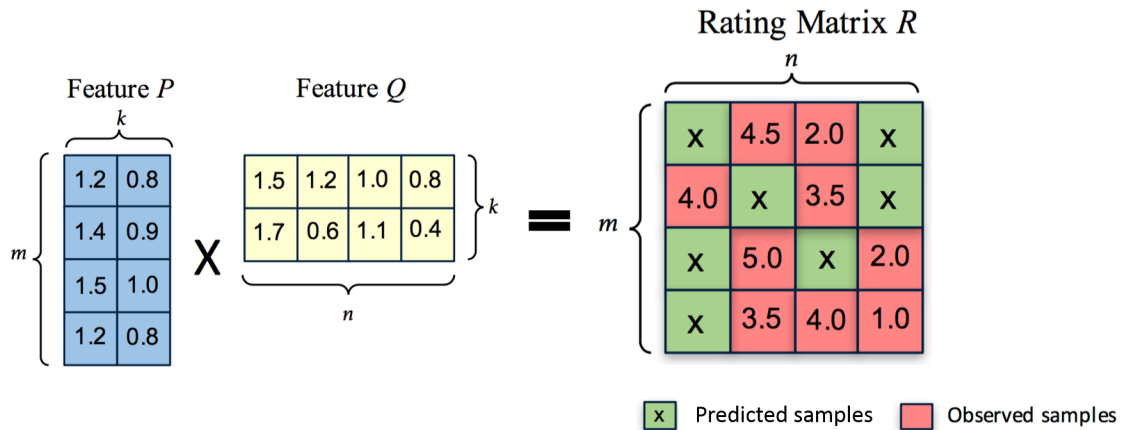 Rating Matrix R
n
Feature P
Feature Q
k
x 4.5 2.0 x
1.2 0.8
1.5 1.2 1.0 0.8
4.0 x 3.5 x
k
m
1.4 0.9
1.7 0.6 1.1 0.4
m
X
=
x 5.0 x 2.0
1.5 1.0
n
x 3.5 4.0 1.0
1.2 0.8
x Predicted samples
Observed samples